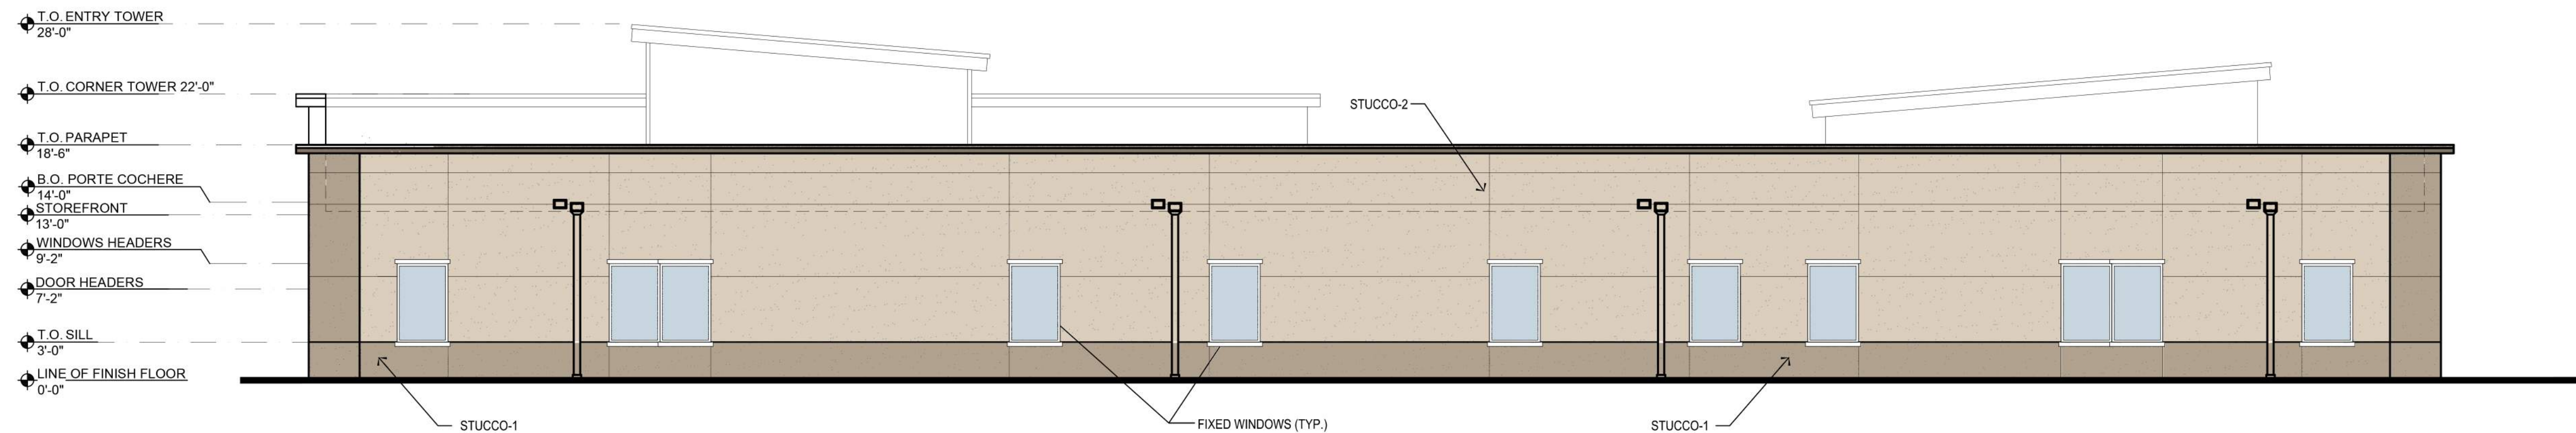 T.O. ENTRY TOWER
28'-0"
T.O. CORNER TOWER 22'-0"
T.O. PARAPET
18'-6"
B.O. PORTE COCHERE
14'-0"
STOREFRONT
13'-0"
WINDOWS HEADERS
9'-2"
DOOR HEADERS
7'-2"
T.O. SILL
3'-0"
LINE OF FINISH FLOOR
0'-0"
STUCCO-2
STUCCO-1
FIXED WINDOWS (TYP.)
STUCCO-1